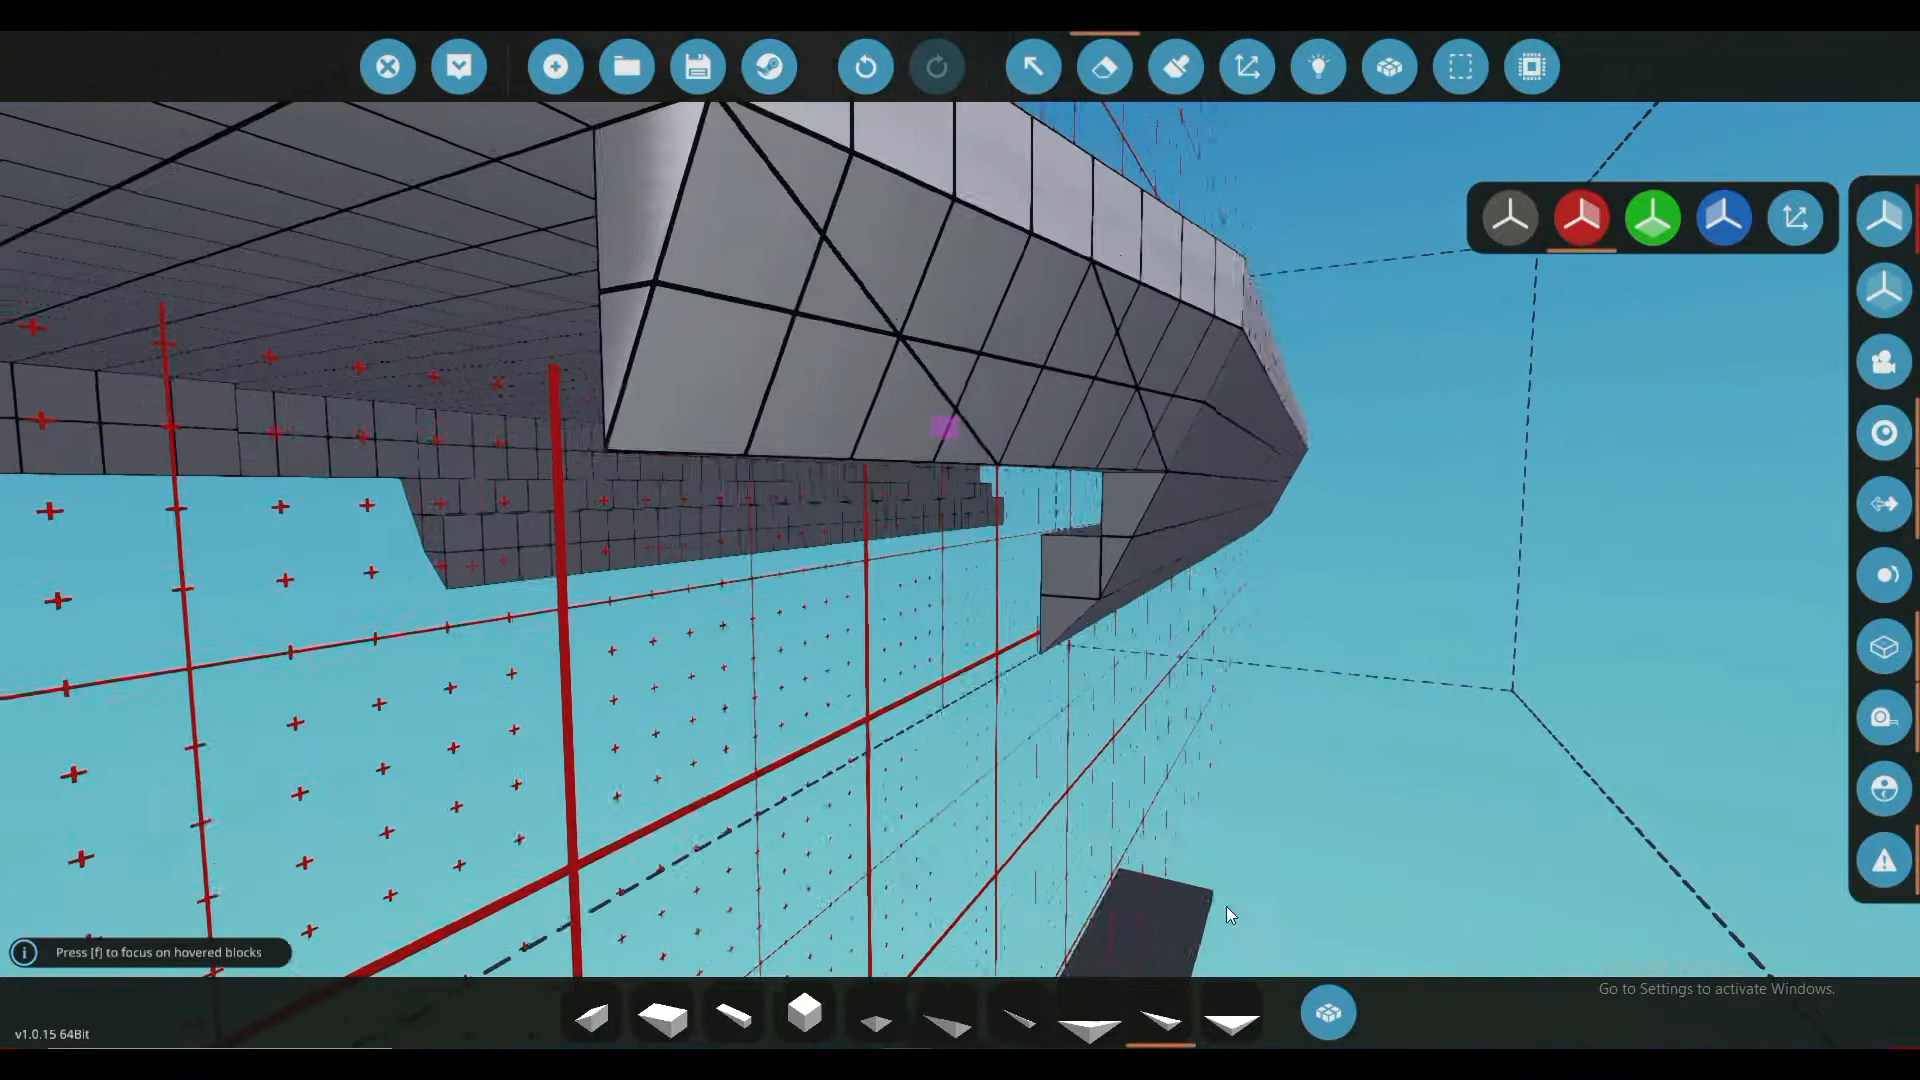 Press [f] to focus on hovered blocks
Go to Settings to activate Windows.
v1.0.15 64Bit